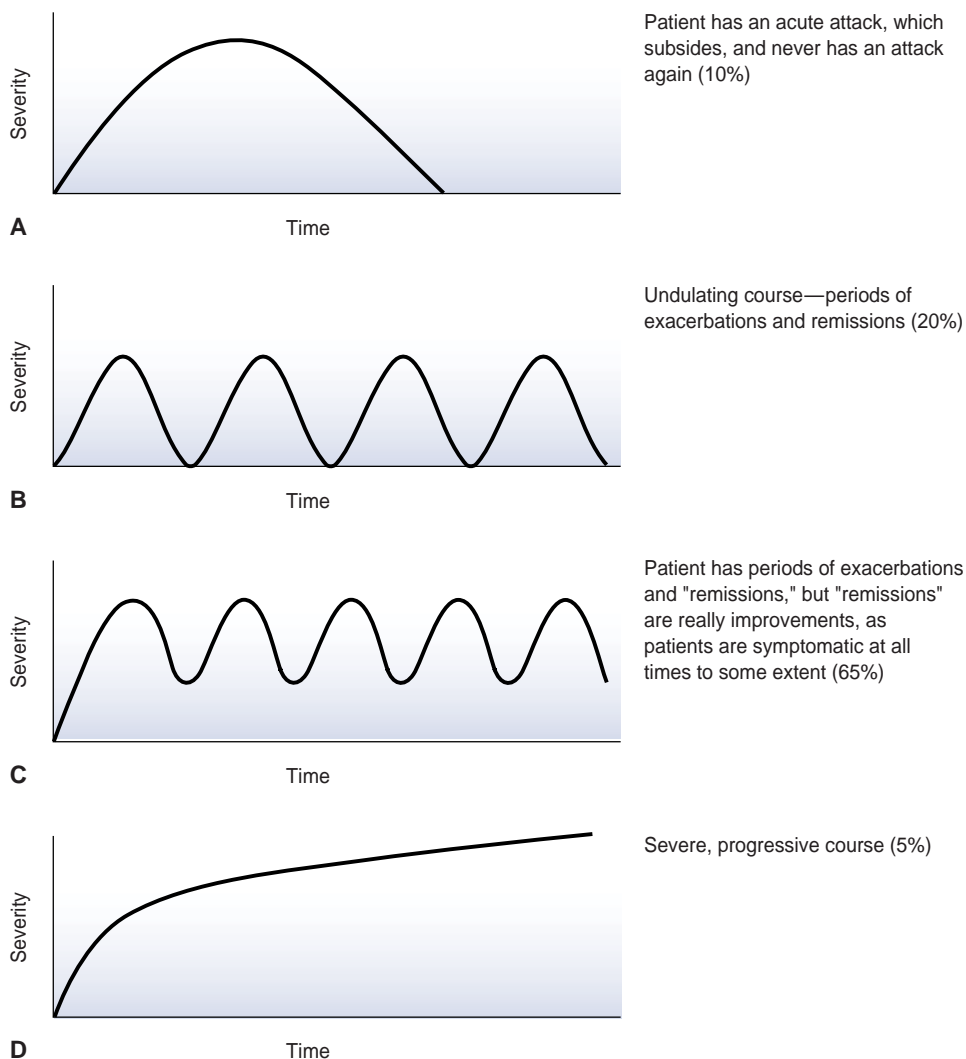 Severity
Patient has an acute attack, which
subsides, and never has an attack
again (10%)
A
Time
Severity
Undulating course—periods of
exacerbations and remissions (20%)
B
Time
Severity
Patient has periods of exacerbations
and "remissions," but "remissions"
are really improvements, as
patients are symptomatic at all
times to some extent (65%)
C
Time
Severity
Severe, progressive course (5%)
D
Time